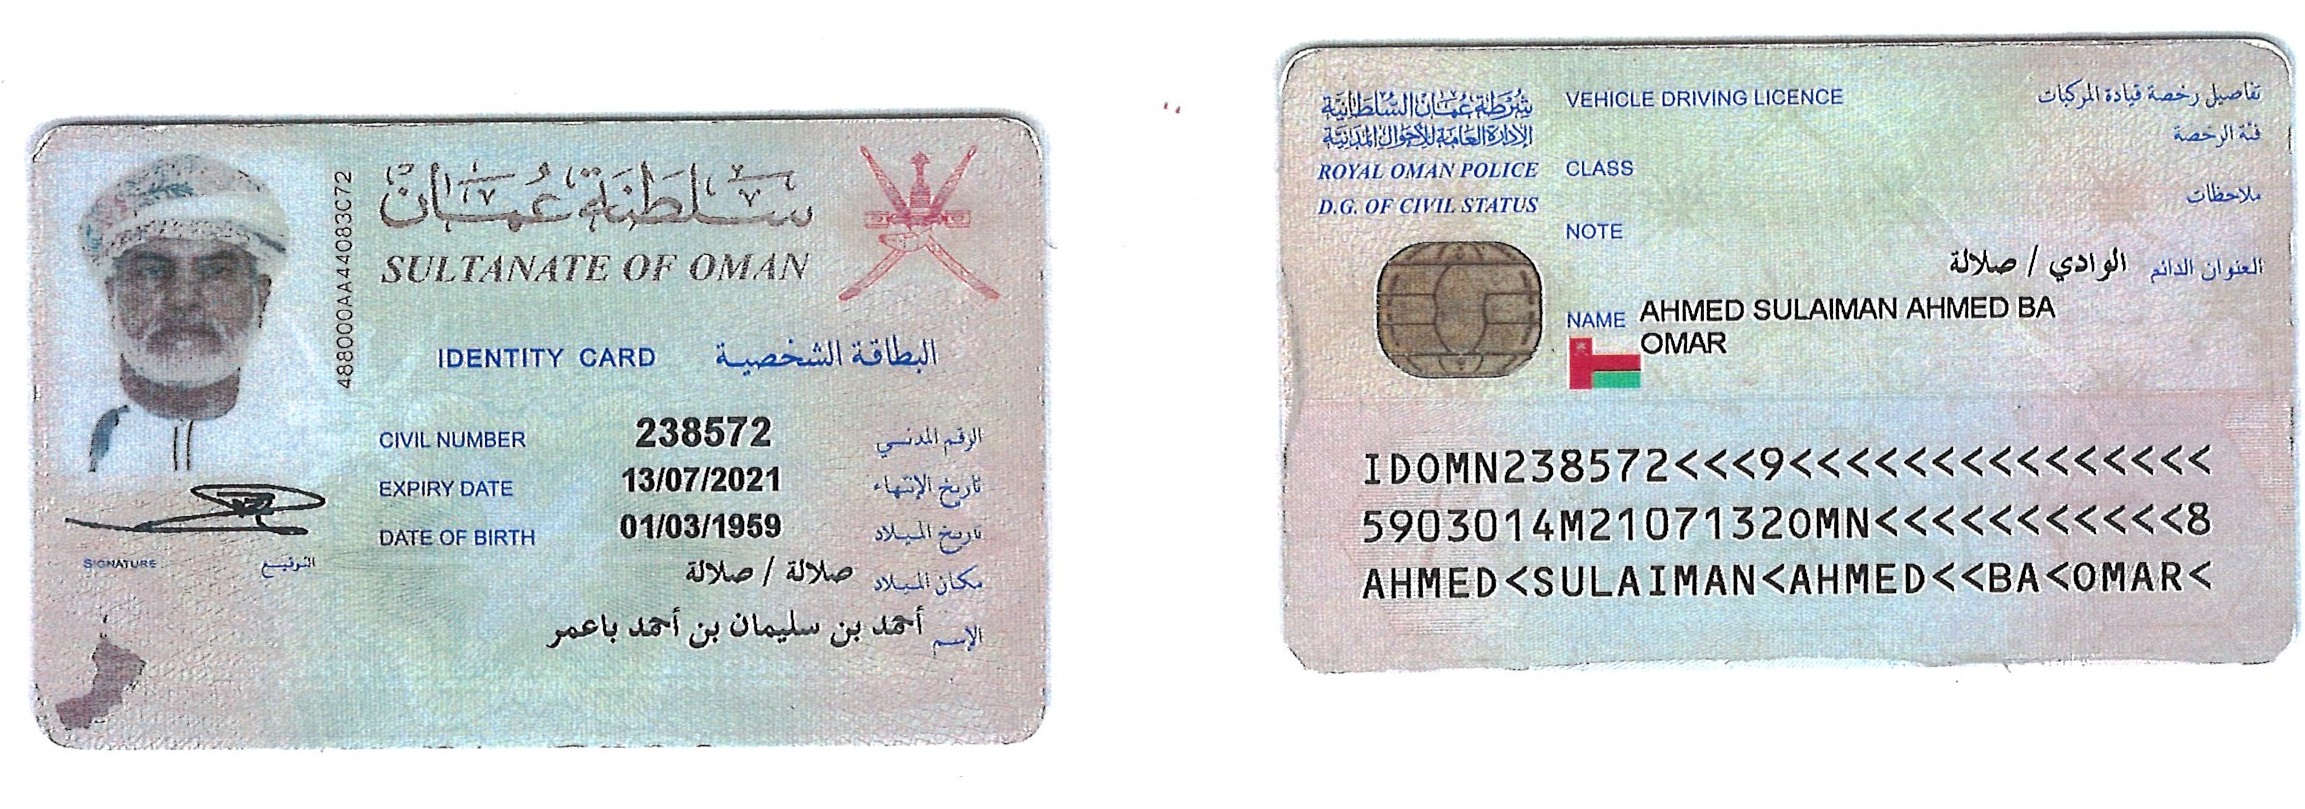 سلطنة عُمان
SULTANATE OF OMAN
IDENTITY CARD البطاقة الشخصية
488000AA44083C72
CIVIL NUMBER 238572 الرقم المدني
EXPIRY DATE 13/07/2021 تاريخ الإنتهاء
DATE OF BIRTH 01/03/1959 تاريخ الميلاد
مكان الميلاد صلالة / صلالة
الإسم أحمد بن سليمان بن أحمد باعمر
SIGNATURE التوقيع
شرطة عمان السلطانية
الإدارة العامة للأحوال المدنية
ROYAL OMAN POLICE
D.G. OF CIVIL STATUS
VEHICLE DRIVING LICENCE تفاصيل رخصة قيادة المركبات
CLASS فئة الرخصة
NOTE ملاحظات
العنوان الدائم الوادي / صلالة
NAME AHMED SULAIMAN AHMED BA
OMAR
IDOMN238572<<<9<<<<<<<<<<<<<<<
5903014M2107132OMN<<<<<<<<<<<8
AHMED<SULAIMAN<AHMED<<BA<OMAR<